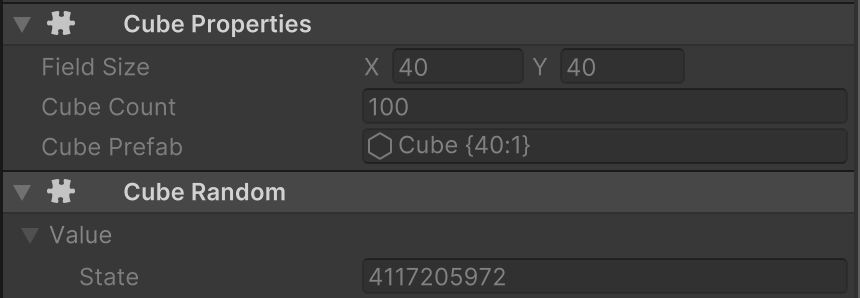 Cube Properties
Field Size X 40 Y 40
Cube Count 100
Cube Prefab Cube {40:1}
Cube Random
Value
State 4117205972